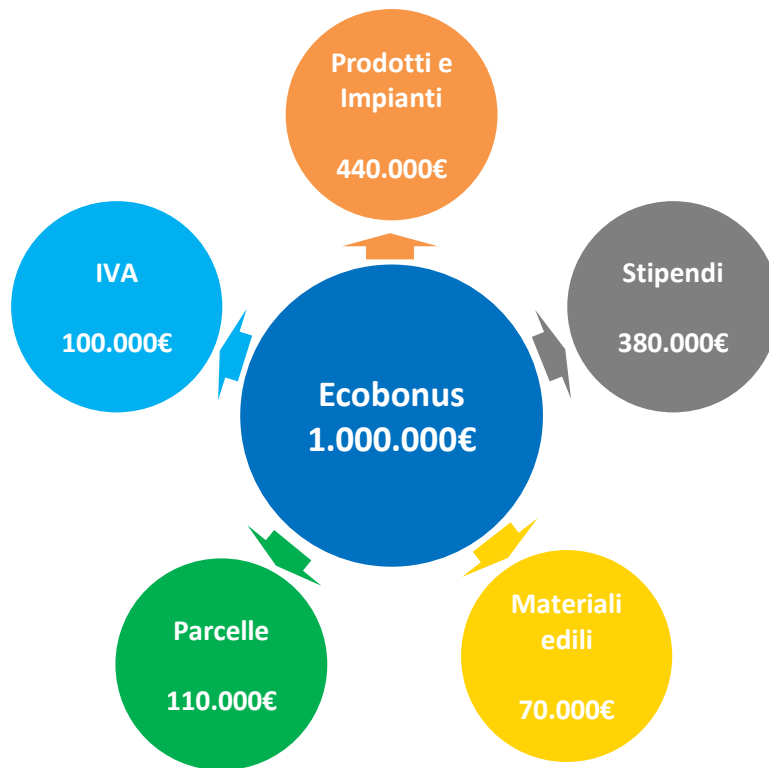 Prodotti e
Impianti
440.000€
IVA
100.000€
Stipendi
380.000€
Ecobonus
1.000.000€
Parcelle
110.000€
Materiali
edili
70.000€